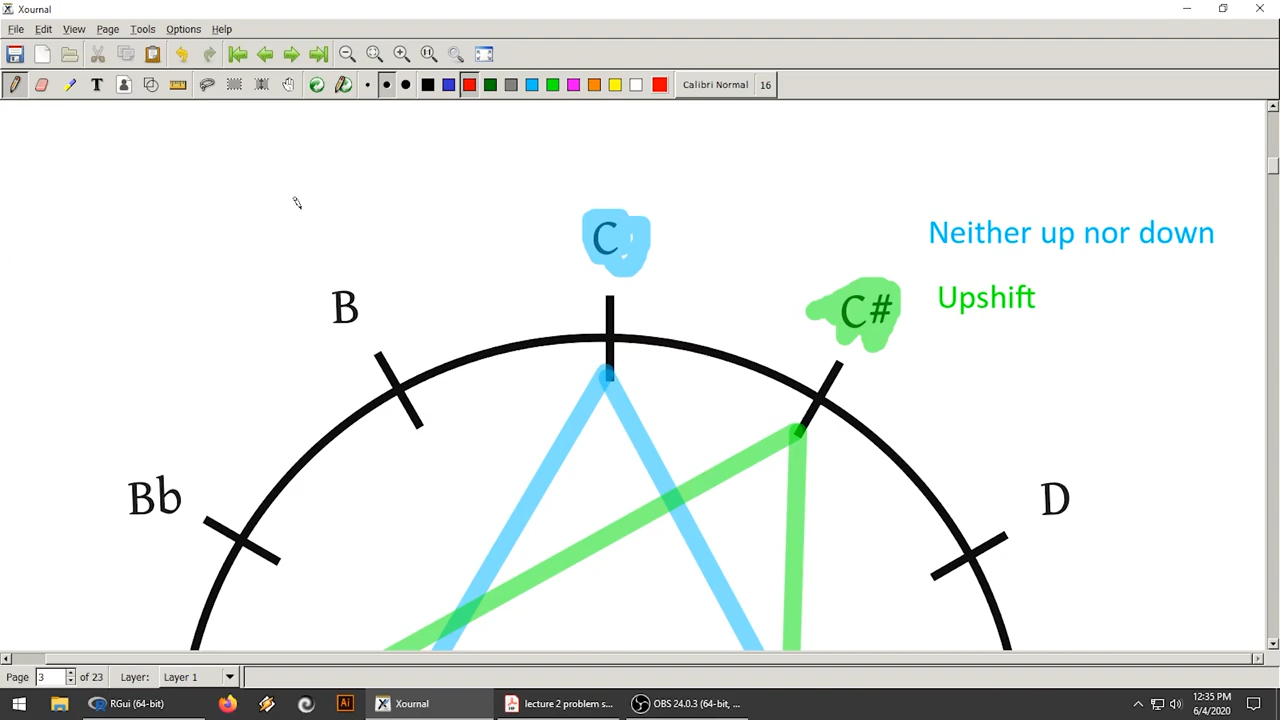 Xournal
File Edit View Page Tools Options Help
T
Calibri Normal 16
C
Neither up nor down
B
C#
Upshift
Bb
D
Page 3 of 23 Layer: Layer 1
RGui (64-bit)
Ai
Xournal
lecture 2 problem s...
OBS 24.0.3 (64-bit, ...
12:35 PM
6/4/2020